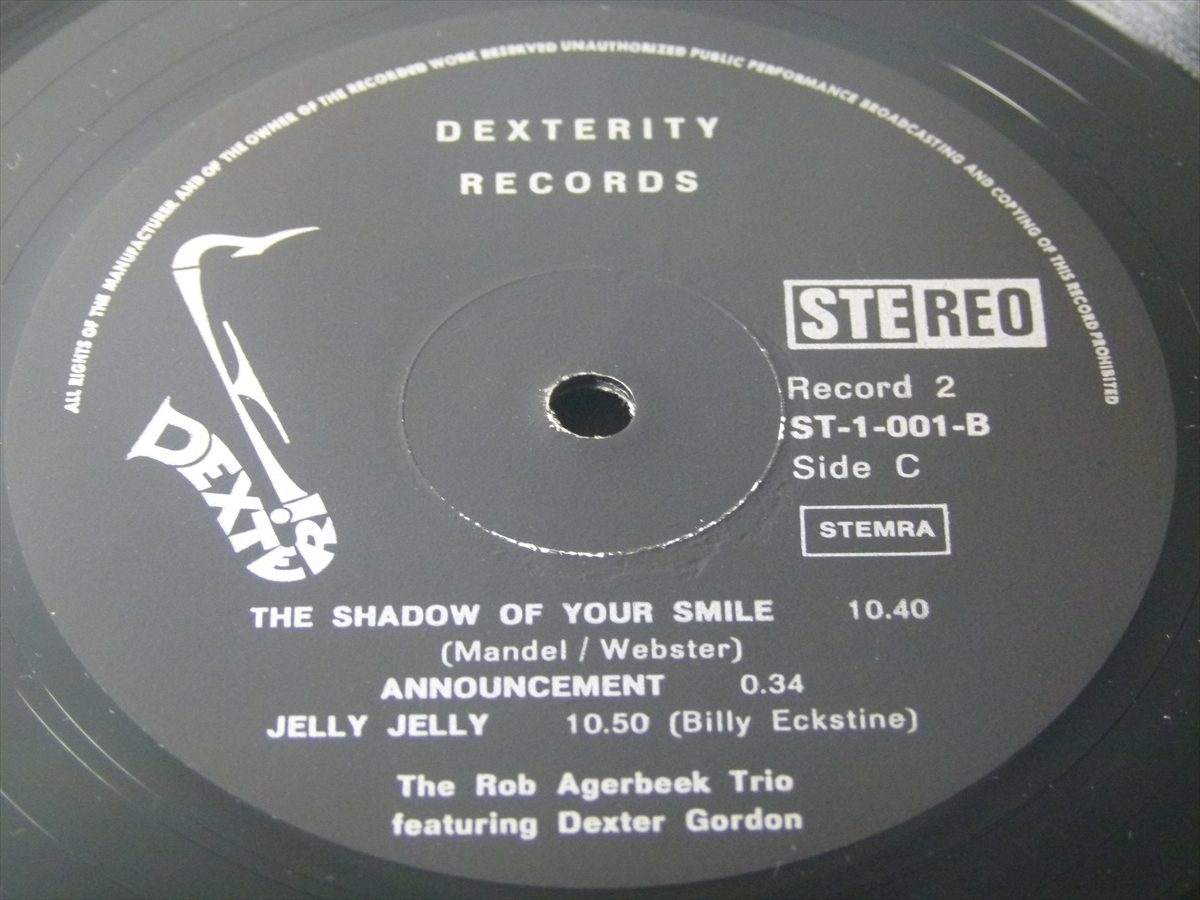 ALL RIGHTS OF THE MANUFACTURER AND OF THE OWNER OF THE RECORDED WORK RESERVED UNAUTHORIZED PUBLIC PERFORMANCE BROADCASTING AND COPYING OF THIS RECORD PROHIBITED
DEXTERITY
RECORDS
DEXTER
STEREO
Record 2
ST-1-001-B
Side C
STEMRA
THE SHADOW OF YOUR SMILE 10.40
(Mandel / Webster)
ANNOUNCEMENT 0.34
JELLY JELLY 10.50 (Billy Eckstine)
The Rob Agerbeek Trio
featuring Dexter Gordon